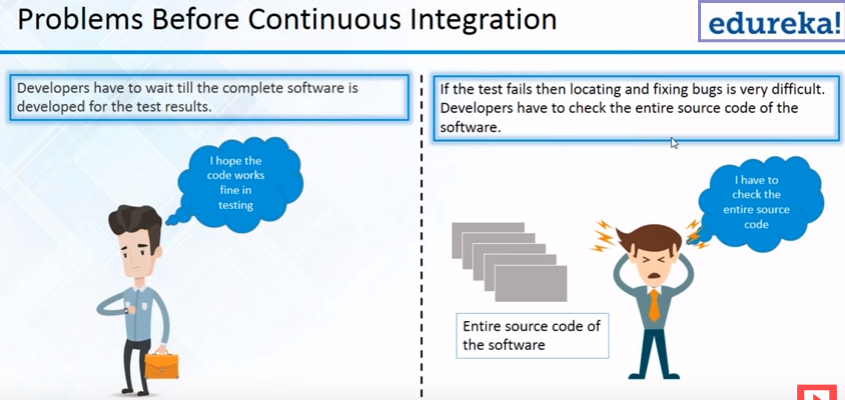 Problems Before Continuous Integration
edureka!
Developers have to wait till the complete software is
developed for the test results.
I hope the
code works
fine in
testing
If the test fails then locating and fixing bugs is very difficult.
Developers have to check the entire source code of the
software.
I have to
check the
entire source
code
Entire source code of
the software